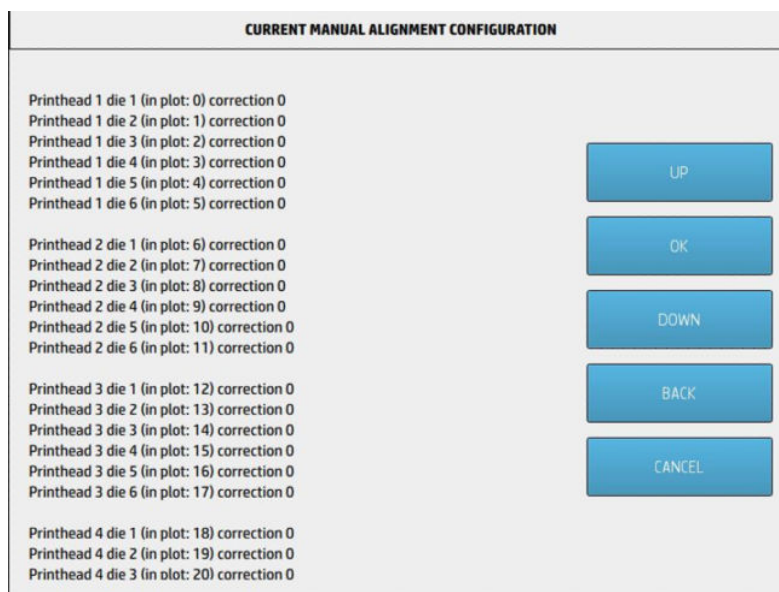 CURRENT MANUAL ALIGNMENT CONFIGURATION
Printhead 1 die 1 (in plot: 0) correction 0
Printhead 1 die 2 (in plot: 1) correction 0
Printhead 1 die 3 (in plot: 2) correction 0
Printhead 1 die 4 (in plot: 3) correction 0
Printhead 1 die 5 (in plot: 4) correction 0
Printhead 1 die 6 (in plot: 5) correction 0
Printhead 2 die 1 (in plot: 6) correction 0
Printhead 2 die 2 (in plot: 7) correction 0
Printhead 2 die 3 (in plot: 8) correction 0
Printhead 2 die 4 (in plot: 9) correction 0
Printhead 2 die 5 (in plot: 10) correction 0
Printhead 2 die 6 (in plot: 11) correction 0
Printhead 3 die 1 (in plot: 12) correction 0
Printhead 3 die 2 (in plot: 13) correction 0
Printhead 3 die 3 (in plot: 14) correction 0
Printhead 3 die 4 (in plot: 15) correction 0
Printhead 3 die 5 (in plot: 16) correction 0
Printhead 3 die 6 (in plot: 17) correction 0
Printhead 4 die 1 (in plot: 18) correction 0
Printhead 4 die 2 (in plot: 19) correction 0
Printhead 4 die 3 (in plot: 20) correction 0
UP
OK
DOWN
BACK
CANCEL